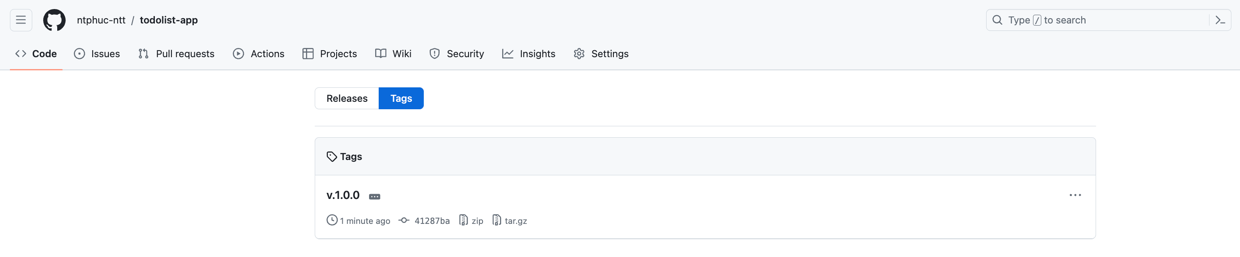 ntphuc-ntt / todolist-app Type / to search
Code Issues Pull requests Actions Projects Wiki Security Insights Settings
Releases Tags
Tags
v.1.0.0
1 minute ago 41287ba zip tar.gz